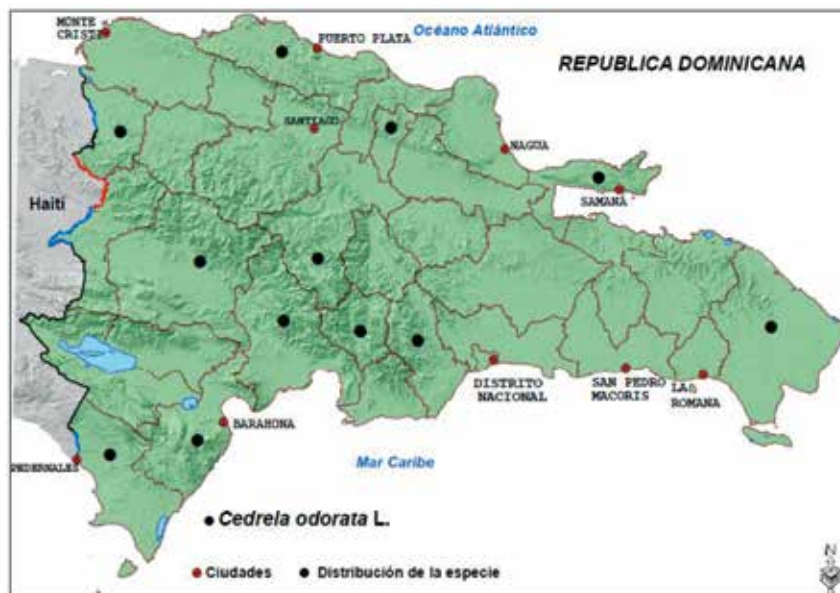 MONTE
CRISTI
PUERTO PLATA
Océano Atlántico
REPUBLICA DOMINICANA
SANTIAGO
NAGUA
SAMANA
Haití
DISTRITO
NACIONAL
SAN PEDRO
MACORIS
LA
ROMANA
BARAHONA
PEDERNALES
Mar Caribe
Cedrela odorata L.
Ciudades
Distribución de la especie